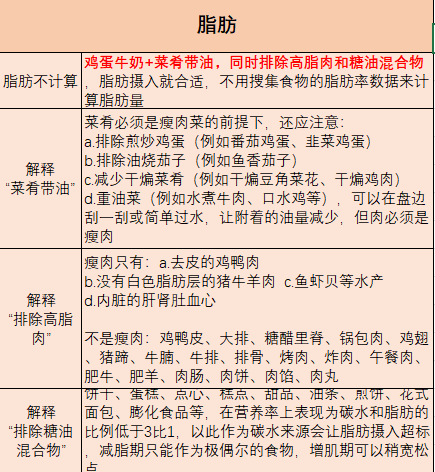 脂肪
脂肪不计算
鸡蛋牛奶+菜肴带油，同时排除高脂肉和糖油混合物
，脂肪摄入就合适，不用搜集食物的脂肪率数据来计
算脂肪量
解释
“菜肴带油”
菜肴必须是瘦肉菜的前提下，还应注意：
a.排除煎炒鸡蛋（例如番茄鸡蛋、韭菜鸡蛋）
b.排除油烧茄子（例如鱼香茄子）
c.减少干煸菜肴（例如干煸豆角菜花、干煸鸡肉）
d.重油菜（例如水煮牛肉、口水鸡等），可以在盘边
刮一刮或简单过水，让附着的油量减少，但肉必须是
瘦肉
解释
“排除高脂
肉”
瘦肉只有：a.去皮的鸡鸭肉
b.没有白色脂肪层的猪牛羊肉 c.鱼虾贝等水产
d.内脏的肝肾肚血心
不是瘦肉：鸡鸭皮、大排、糖醋里脊、锅包肉、鸡翅
、猪蹄、牛腩、牛排、排骨、烤肉、炸肉、午餐肉、
肥牛、肥羊、肉肠、肉饼、肉馅、肉丸
解释
“排除糖油
混合物”
饼干、蛋糕、点心、糕点、甜品、油条、煎饼、花式
面包、膨化食品等，在营养率上表现为碳水和脂肪的
比例低于3比1，以此作为碳水来源会让脂肪摄入超标
，减脂期只能作为极偶尔的食物，增肌期可以稍宽松
点